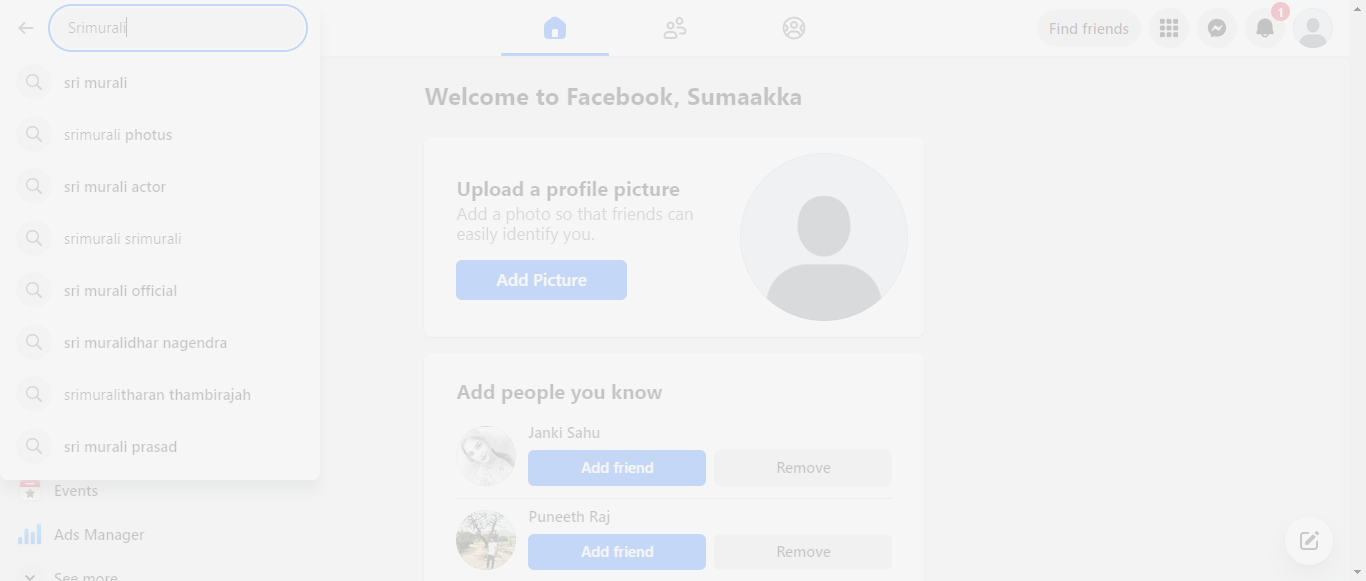 Srimurali
Find friends
1
sri murali
srimurali photus
sri murali actor
srimurali srimurali
sri murali official
sri muralidhar nagendra
srimuralitharan thambirajah
sri murali prasad
Events
Ads Manager
See more
Welcome to Facebook, Sumaakka
Upload a profile picture
Add a photo so that friends can
easily identify you.
Add Picture
Add people you know
Janki Sahu
Add friend Remove
Puneeth Raj
Add friend Remove